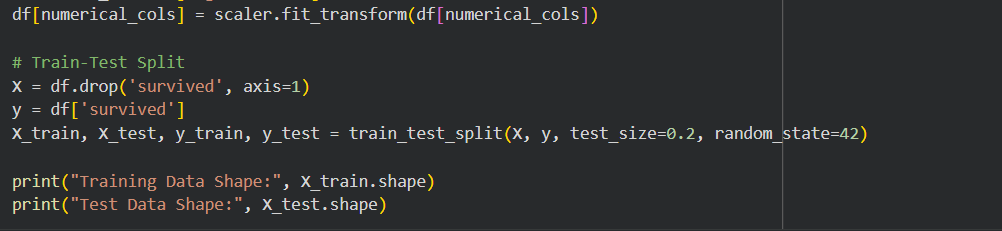 df[numerical_cols] = scaler.fit_transform(df[numerical_cols])
# Train-Test Split
X = df.drop('survived', axis=1)
y = df['survived']
X_train, X_test, y_train, y_test = train_test_split(X, y, test_size=0.2, random_state=42)
print("Training Data Shape:", X_train.shape)
print("Test Data Shape:", X_test.shape)